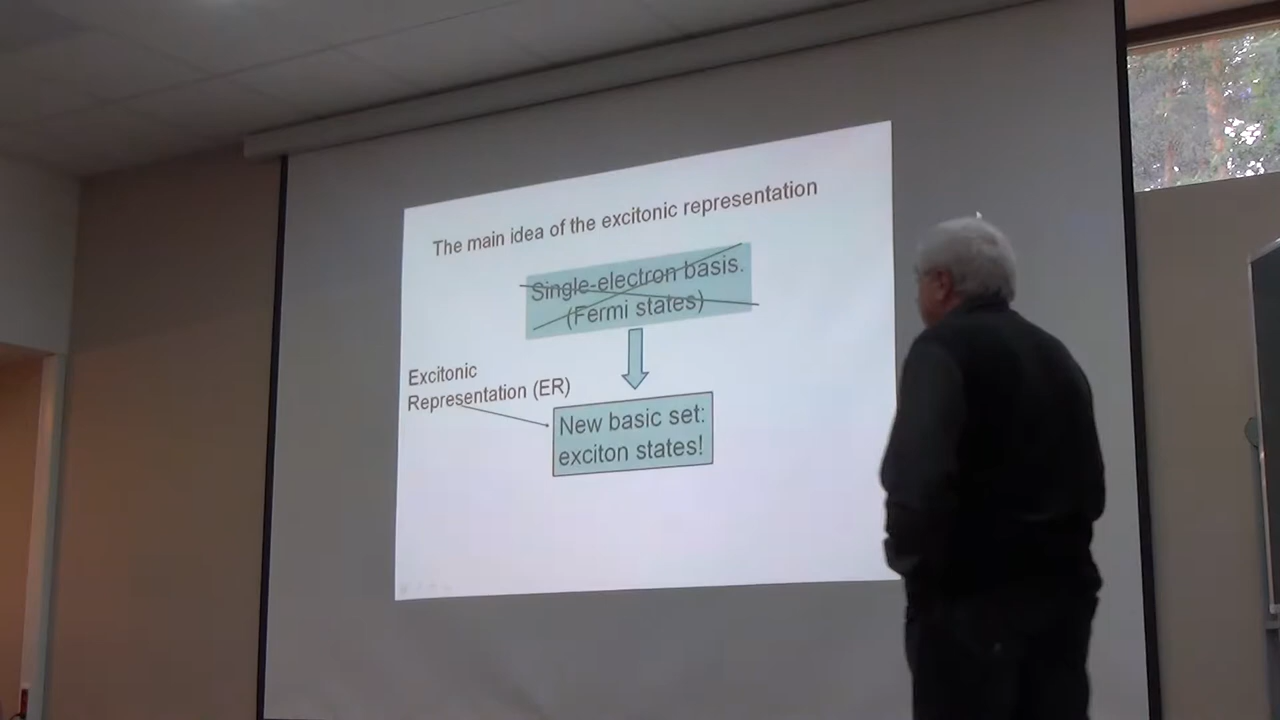 The main idea of the excitonic representation
Single-electron basis.
(Fermi states)
Excitonic
Representation (ER)
New basic set:
exciton states!